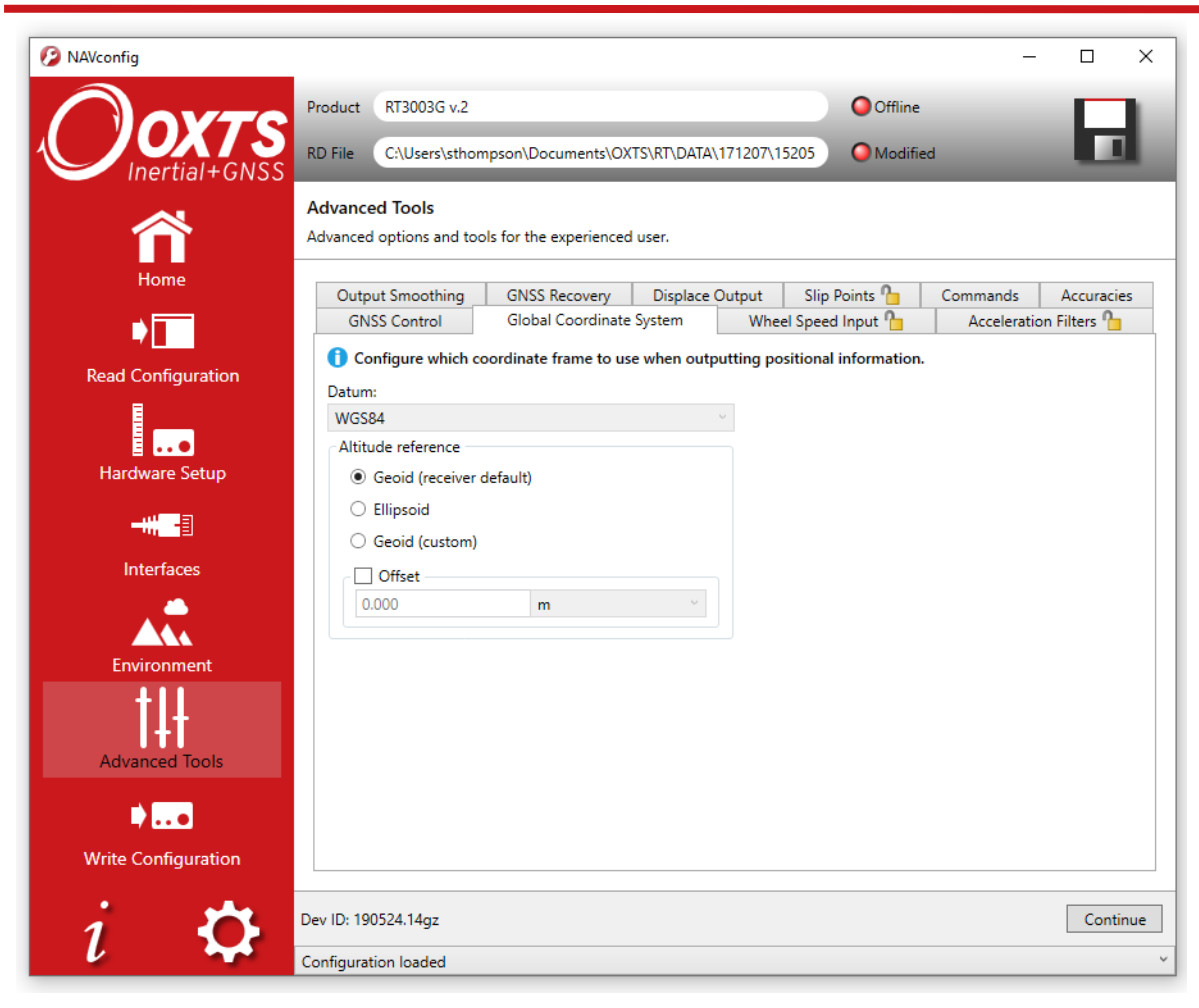 NAVconfig
OXTS
Inertial+GNSS
Home
Read Configuration
Hardware Setup
Interfaces
Environment
Advanced Tools
Write Configuration
i
Product RT3003G v.2 Offline
RD File C:\Users\sthompson\Documents\OXTS\RT\DATA\171207\15205 Modified
Advanced Tools
Advanced options and tools for the experienced user.
Output Smoothing GNSS Recovery Displace Output Slip Points Commands Accuracies
GNSS Control Global Coordinate System Wheel Speed Input Acceleration Filters
Configure which coordinate frame to use when outputting positional information.
Datum:
WGS84
Altitude reference
Geoid (receiver default)
Ellipsoid
Geoid (custom)
Offset
0.000 m
Dev ID: 190524.14gz Continue
Configuration loaded